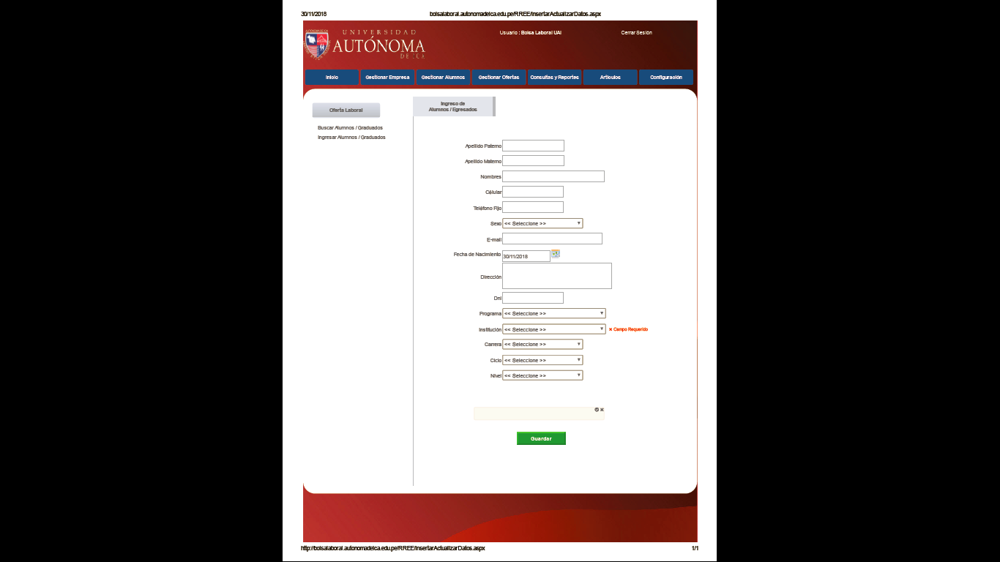 30/11/2018 bolsalaboral.autonomadeica.edu.pe/RREE/InsertarActualizarDatos.aspx
UNIVERSIDAD
AUTÓNOMA
DE ICA
Usuario : Bolsa Laboral UAI Cerrar Sesión
Inicio Gestionar Empresa Gestionar Alumnos Gestionar Ofertas Consultas y Reportes Artículos Configuración
Oferta Laboral
Buscar Alumnos / Graduados
Ingresar Alumnos / Graduados
Ingreso de
Alumnos / Egresados
Apellido Paterno
Apellido Materno
Nombres
Célular
Teléfono Fijo
Sexo << Seleccione >>
E-mail
Fecha de Nacimiento 30/11/2018
Dirección
Dni
Programa << Seleccione >>
Institución << Seleccione >> × Campo Requerido
Carrera << Seleccione >>
Ciclo << Seleccione >>
Nivel << Seleccione >>
Guardar
http://bolsalaboral.autonomadeica.edu.pe/RREE/InsertarActualizarDatos.aspx 1/1